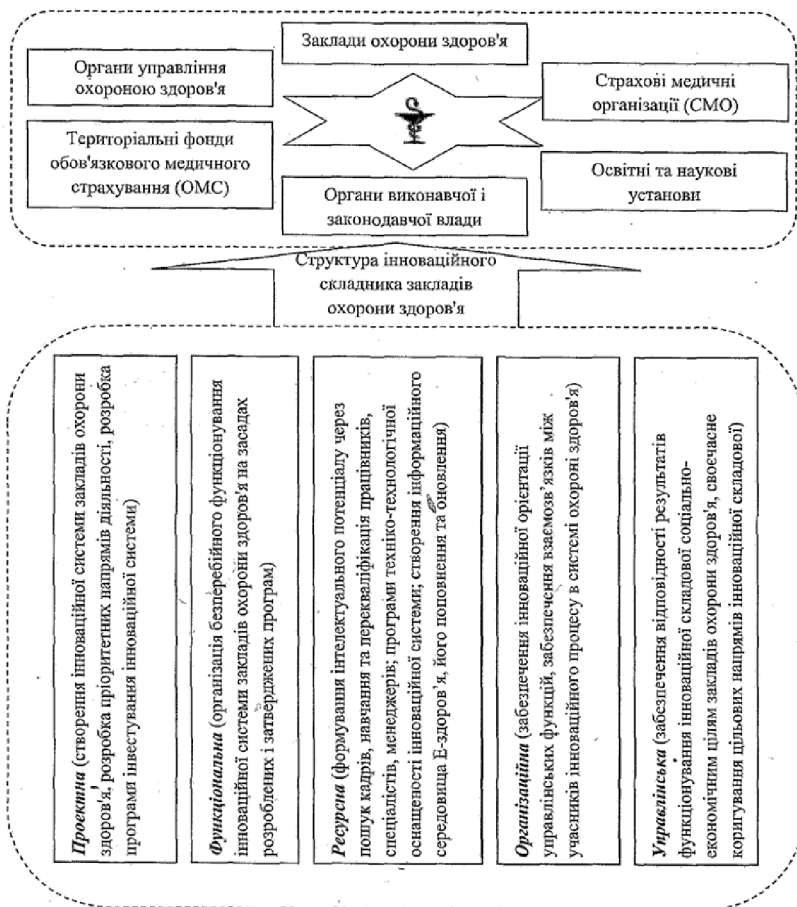 Заклади охорони здоров'я
Органи управління
охороною здоров'я
Страхові медичні
організації (СМО)
Територіальні фонди
обов'язкового медичного
страхування (ОМС)
Освітні та наукові
установи
Органи виконавчої і
законодавчої влади
Структура інноваційного
складника закладів
охорони здоров'я
Проектна (створення інноваційної системи закладів охорони
здоров'я, розробка пріоритетних напрямів діяльності, розробка
програми інвестування інноваційної системи)
Функціональна (організація безперебійного функціонування
інноваційної системи закладів охорони здоров'я на засадах
розроблених і затверджених програм)
Ресурсна (формування інтелектуального потенціалу через
пошук кадрів, навчання та перекваліфікація працівників,
спеціалістів, менеджерів; програми техніко-технологічної
оснащеності інноваційної системи; створення інформаційного
середовища Е-здоров'я, його поповнення та оновлення)
Організаційна (забезпечення інноваційної орієнтації
управлінських функцій, забезпечення взаємозв'язків між
учасників інноваційного процесу в системі охороні здоров'я)
Управлінська (забезпечення відповідності результатів
функціонування інноваційної складової соціально-
економічним цілям закладів охорони здоров'я, своєчасне
коригування цільових напрямів інноваційної складової)